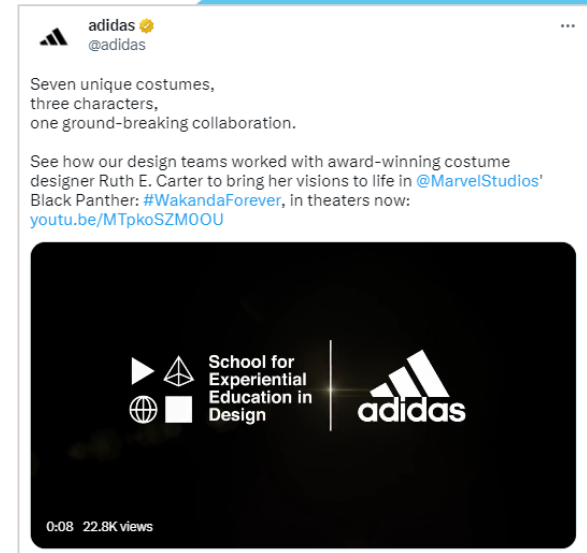 adidas
@adidas
Seven unique costumes,
three characters,
one ground-breaking collaboration.
See how our design teams worked with award-winning costume
designer Ruth E. Carter to bring her visions to life in @MarvelStudios'
Black Panther: #WakandaForever, in theaters now:
youtu.be/MTpkoSZM0OU
School for
Experiential
Education in
Design
adidas
0:08 22.8K views